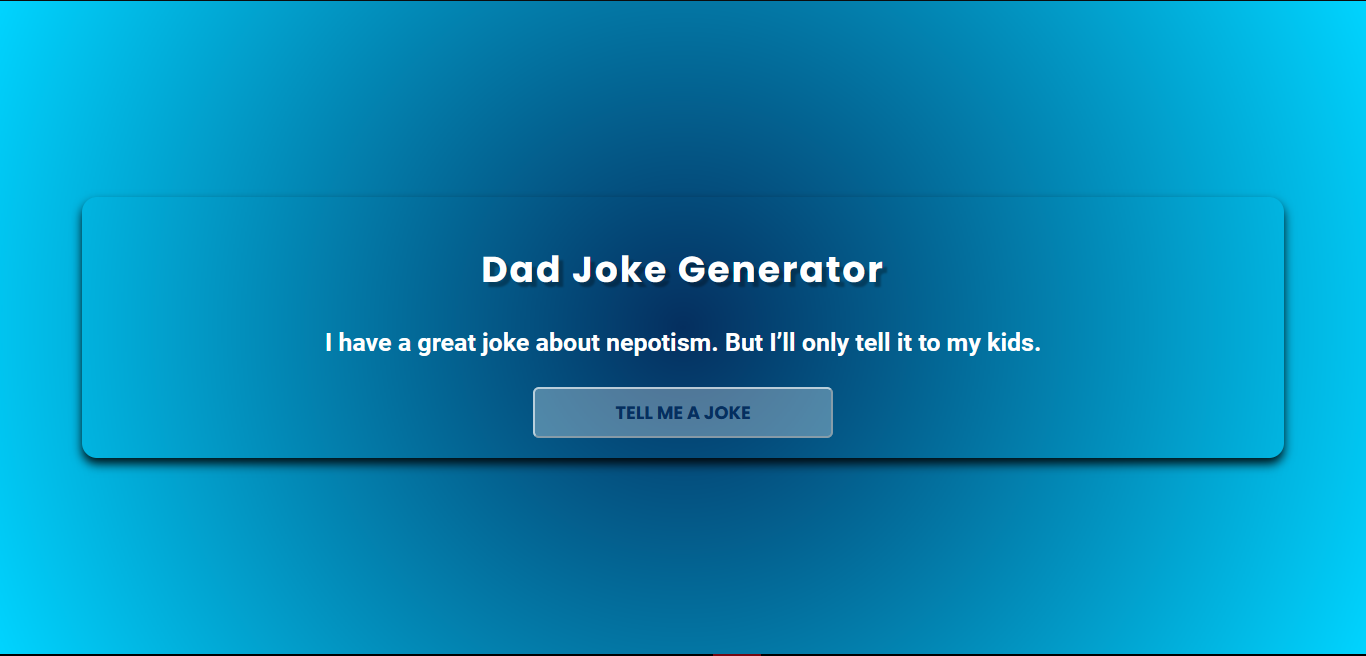 Dad Joke Generator
I have a great joke about nepotism. But I’ll only tell it to my kids.
TELL ME A JOKE